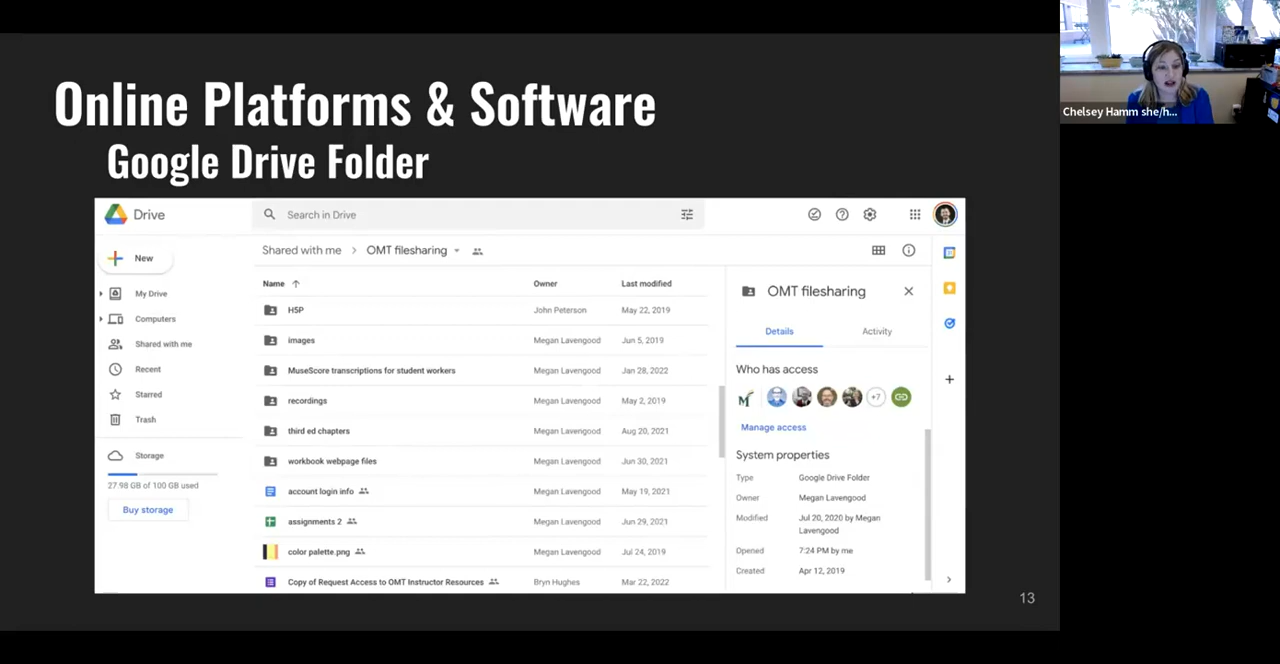 Online Platforms & Software
Google Drive Folder
Chelsey Hamm she/h...
Drive
Search in Drive
New
My Drive
Computers
Shared with me
Recent
Starred
Trash
Storage
27.98 GB of 100 GB used
Buy storage
Shared with me > OMT filesharing
Name Owner Last modified
H5P John Peterson May 22, 2019
images Megan Lavengood Jun 5, 2019
MuseScore transcriptions for student workers Megan Lavengood Jan 28, 2022
recordings Megan Lavengood May 2, 2019
third ed chapters Megan Lavengood Aug 20, 2021
workbook webpage files Megan Lavengood Jun 30, 2021
account login info Megan Lavengood May 19, 2021
assignments 2 Megan Lavengood Jun 29, 2021
color palette.png Megan Lavengood Jul 24, 2019
Copy of Request Access to OMT Instructor Resources Bryn Hughes Mar 22, 2022
OMT filesharing
Details Activity
Who has access
M
+7
Manage access
System properties
Type Google Drive Folder
Owner Megan Lavengood
Modified Jul 20, 2020 by Megan
Lavengood
Opened 7:24 PM by me
Created Apr 12, 2019
13